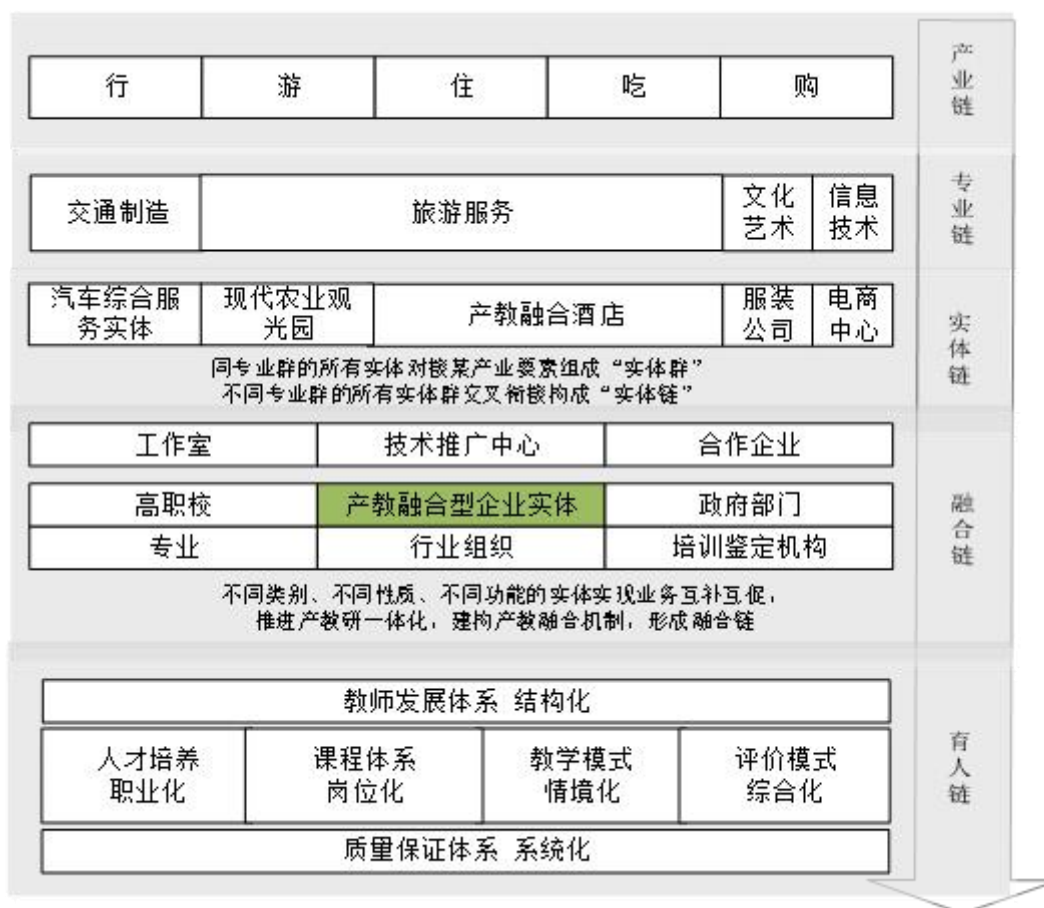 行 游 住 吃 购
产业链
交通制造 旅游服务 文化 信息
艺术 技术
专业链
汽车综合服 现代农业观 产教融合酒店 服装 电商
务实体 光园 公司 中心
同专业群的所有实体对接某产业要素组成“实体群”
不同专业群的所有实体群交叉衔接构成“实体链”
实体链
工作室 技术推广中心 合作企业
高职校 产教融合型企业实体 政府部门
专业 行业组织 培训鉴定机构
不同类别、不同性质、不同功能的实体实现业务互补互促，
推进产教研一体化，建构产教融合机制，形成融合链
融合链
教师发展体系 结构化
人才培养 课程体系 教学模式 评价模式
职业化 岗位化 情境化 综合化
质量保证体系 系统化
育人链